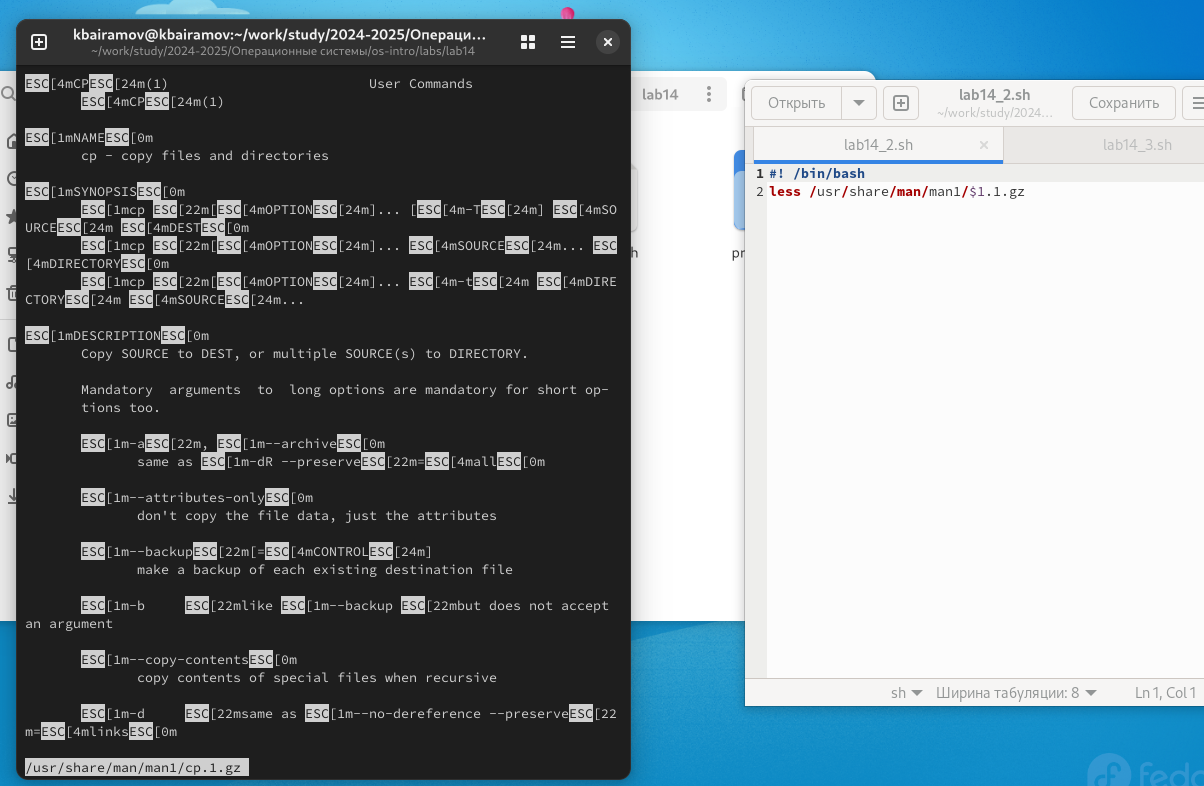 kbairamov@kbairamov:~/work/study/2024-2025/Операци…
~/work/study/2024-2025/Операционные системы/os-intro/labs/lab14
ESC[4mCPESC[24m(1)                         User Commands
       ESC[4mCPESC[24m(1)
ESC[1mNAMEESC[0m
       cp - copy files and directories
ESC[1mSYNOPSISESC[0m
       ESC[1mcp ESC[22m[ESC[4mOPTIONESC[24m]... [ESC[4m-TESC[24m] ESC[4mSO
URCEESC[24m ESC[4mDESTESC[0m
       ESC[1mcp ESC[22m[ESC[4mOPTIONESC[24m]... ESC[4mSOURCEESC[24m... ESC
[4mDIRECTORYESC[0m
       ESC[1mcp ESC[22m[ESC[4mOPTIONESC[24m]... ESC[4m-tESC[24m ESC[4mDIRE
CTORYESC[24m ESC[4mSOURCEESC[24m...
ESC[1mDESCRIPTIONESC[0m
       Copy SOURCE to DEST, or multiple SOURCE(s) to DIRECTORY.
       Mandatory  arguments  to  long options are mandatory for short op-
       tions too.
       ESC[1m-aESC[22m, ESC[1m--archiveESC[0m
              same as ESC[1m-dR --preserveESC[22m=ESC[4mallESC[0m
       ESC[1m--attributes-onlyESC[0m
              don't copy the file data, just the attributes
       ESC[1m--backupESC[22m[=ESC[4mCONTROLESC[24m]
              make a backup of each existing destination file
       ESC[1m-b     ESC[22mlike ESC[1m--backup ESC[22mbut does not accept
an argument
       ESC[1m--copy-contentsESC[0m
              copy contents of special files when recursive
       ESC[1m-d     ESC[22msame as ESC[1m--no-dereference --preserveESC[22
m=ESC[4mlinksESC[0m
/usr/share/man/man1/cp.1.gz
lab14
h
pr
Открыть
lab14_2.sh
~/work/study/2024…
Сохранить
lab14_2.sh
lab14_3.sh
1 #! /bin/bash
2 less /usr/share/man/man1/$1.1.gz
sh
Ширина табуляции: 8
Ln 1, Col 1
fedo